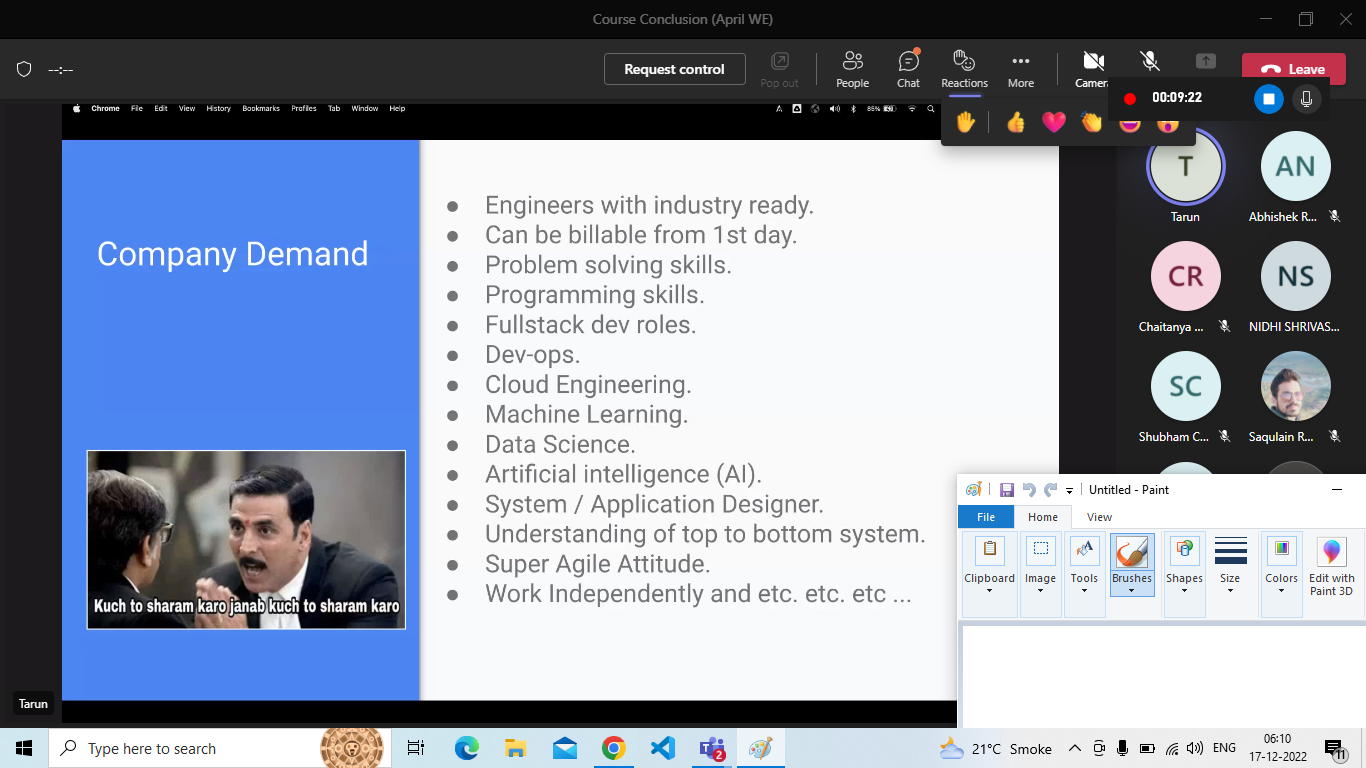 Course Conclusion (April WE)
--:--
Request control
Pop out
People
Chat
Reactions
More
Camera
Leave
00:09:22
Chrome File Edit View History Bookmarks Profiles Tab Window Help
85%
Company Demand
● Engineers with industry ready.
● Can be billable from 1st day.
● Problem solving skills.
● Programming skills.
● Fullstack dev roles.
● Dev-ops.
● Cloud Engineering.
● Machine Learning.
● Data Science.
● Artificial intelligence (AI).
● System / Application Designer.
● Understanding of top to bottom system.
● Super Agile Attitude.
● Work Independently and etc. etc. etc ...
Kuch to sharam karo janab kuch to sharam karo
Tarun
T
Tarun
AN
Abhishek R...
CR
Chaitanya ...
NS
NIDHI SHRIVAS...
SC
Shubham C...
Saqulain R...
Untitled - Paint
File Home View
Clipboard
Image
Tools
Brushes
Shapes
Size
Colors
Edit with
Paint 3D
Type here to search
2
21°C Smoke
ENG
06:10
17-12-2022
11